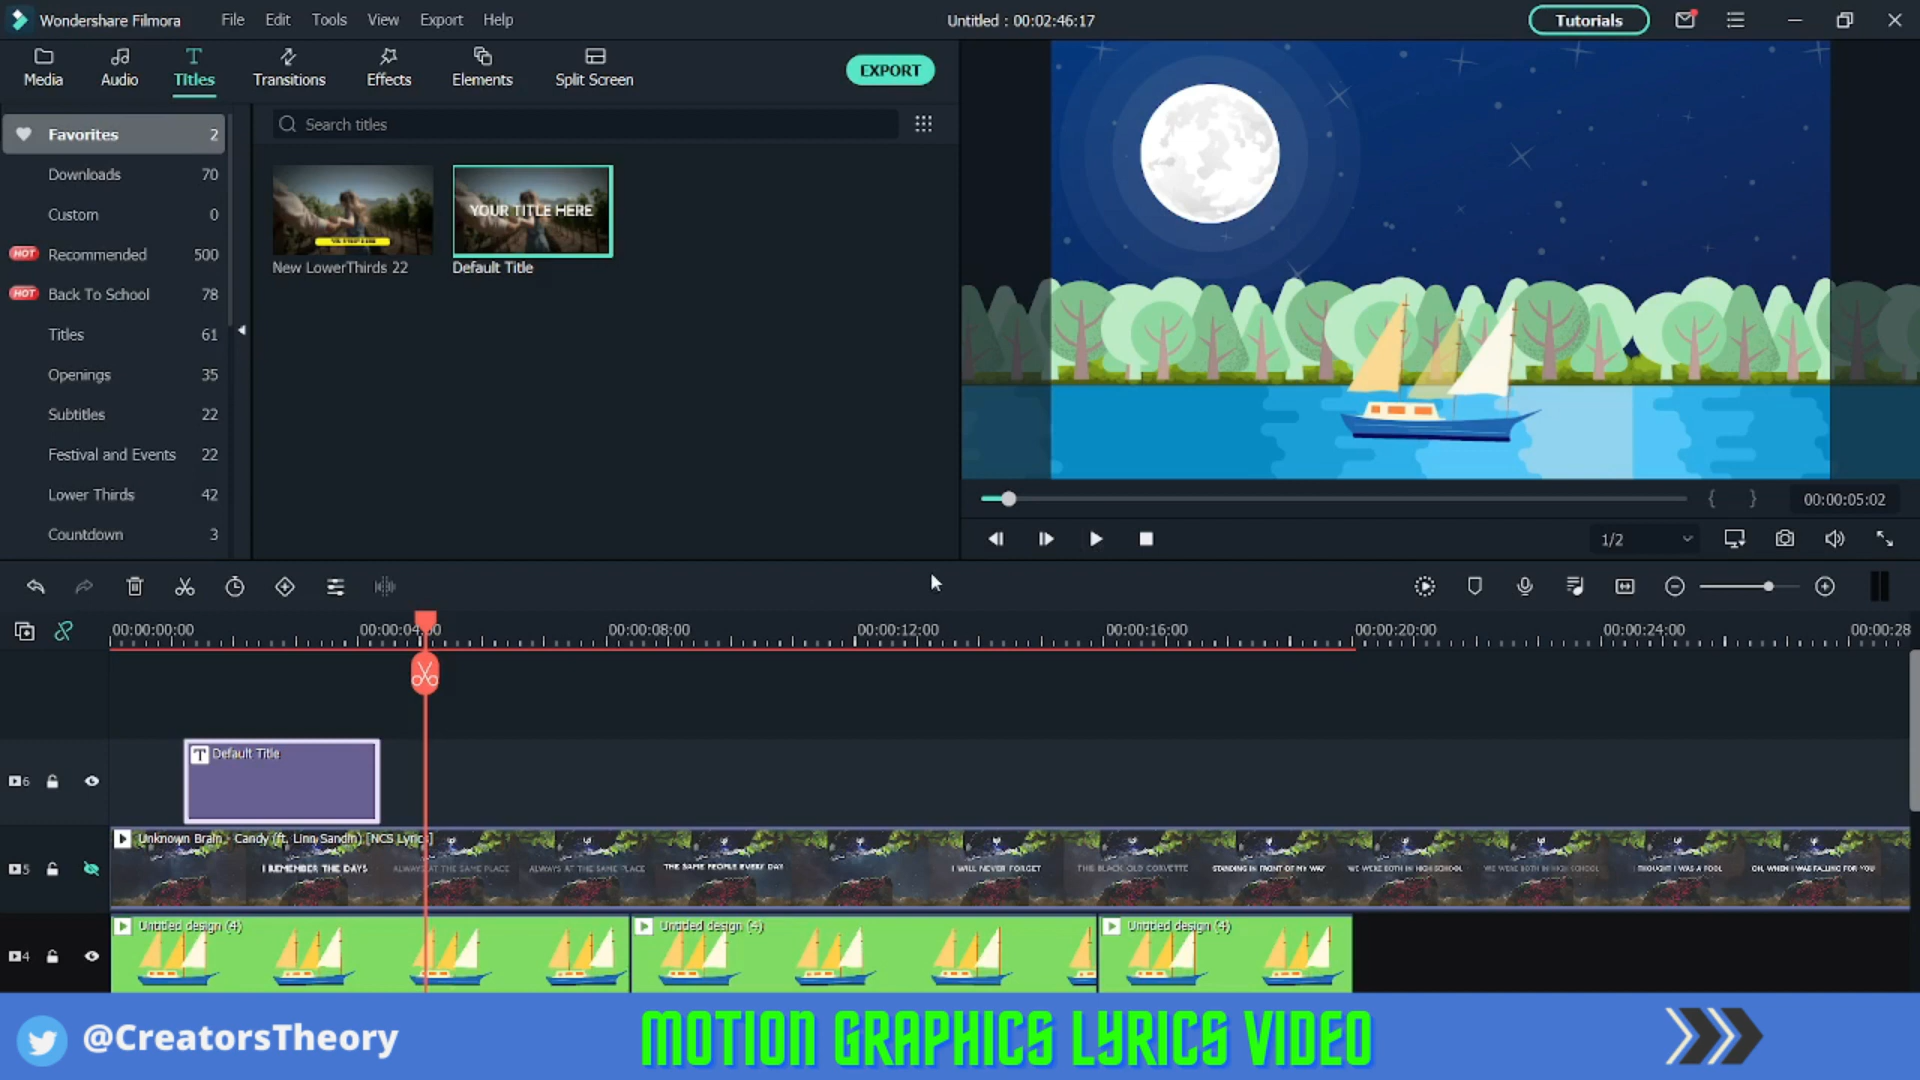 Wondershare Filmora File Edit Tools View Export Help Untitled : 00:02:46:17 Tutorials
Media Audio Titles Transitions Effects Elements Split Screen EXPORT
Favorites 2
Downloads 70
Custom 0
HOT Recommended 500
HOT Back To School 78
Titles 61
Openings 35
Subtitles 22
Festival and Events 22
Lower Thirds 42
Countdown 3
Search titles
YOUR TITLE HERE
New LowerThirds 22 Default Title
{ } 00:00:05:02
1/2
00:00:00:00 00:00:04:00 00:00:08:00 00:00:12:00 00:00:16:00 00:00:20:00 00:00:24:00 00:00:28
6 T Default Title
Unknown Brain - Candy (ft. Linn Sandin) [NCS Lyrics]
5 I REMEMBER THE DAYS ALWAYS AT THE SAME PLACE ALWAYS AT THE SAME PLACE THE SAME PEOPLE EVERY DAY I WILL NEVER FORGET THE BLACK OLD CORVETTE STANDING IN FRONT OF MY WAY WE WERE BOTH IN HIGH SCHOOL WE WERE BOTH IN HIGH SCHOOL I THOUGHT I WAS A FOOL OH, WHEN I WAS FALLING FOR YOU
Untitled design (4) Untitled design (4) Untitled design (4)
4
@CreatorsTheory MOTION GRAPHICS LYRICS VIDEO